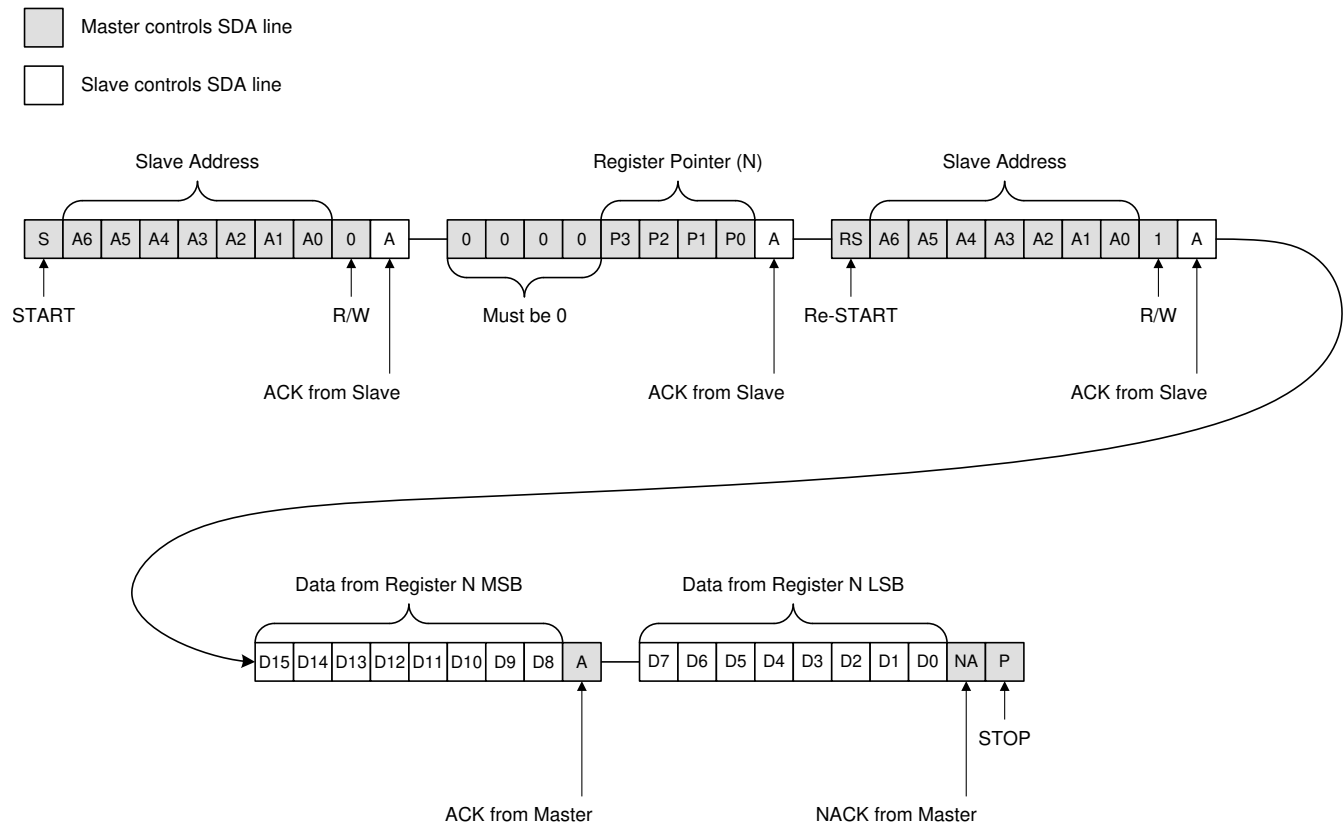 Master controls SDA line
Slave controls SDA line
Slave Address Register Pointer (N) Slave Address
S A6 A5 A4 A3 A2 A1 A0 0 A 0 0 0 0 P3 P2 P1 P0 A RS A6 A5 A4 A3 A2 A1 A0 1 A
START R/W Must be 0 Re-START R/W
ACK from Slave ACK from Slave ACK from Slave
Data from Register N MSB Data from Register N LSB
D15 D14 D13 D12 D11 D10 D9 D8 A D7 D6 D5 D4 D3 D2 D1 D0 NA P
STOP
ACK from Master NACK from Master